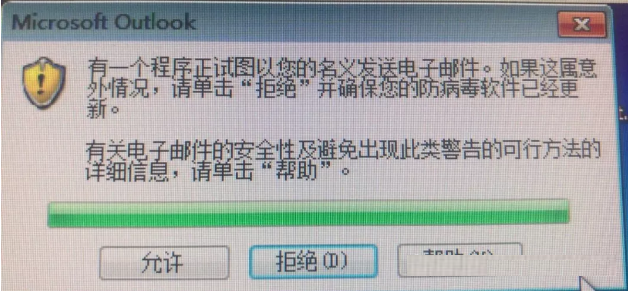 Microsoft Outlook
有一个程序正试图以您的名义发送电子邮件。如果这属意
外情况，请单击“拒绝”并确保您的防病毒软件已经更
新。
有关电子邮件的安全性及避免出现此类警告的可行方法的
详细信息，请单击“帮助”。
允许
拒绝(D)